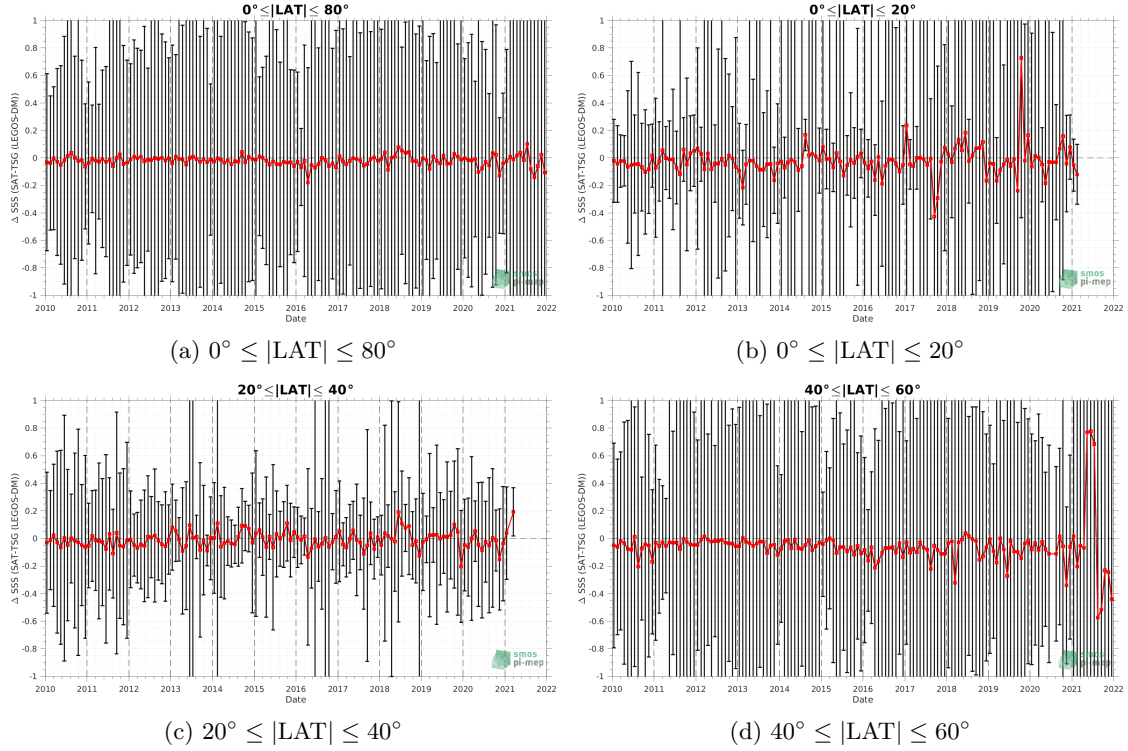 0°≤|LAT|≤ 80°
1
0.8
0.6
0.4
0.2
0
-0.2
-0.4
-0.6
-0.8
-1
Δ SSS (SAT-TSG (LEGOS-DM))
2010 2011 2012 2013 2014 2015 2016 2017 2018 2019 2020 2021 2022
Date
smos
pi-mep
(a) 0° ≤ |LAT| ≤ 80°
0°≤|LAT|≤ 20°
1
0.8
0.6
0.4
0.2
0
-0.2
-0.4
-0.6
-0.8
-1
Δ SSS (SAT-TSG (LEGOS-DM))
2010 2011 2012 2013 2014 2015 2016 2017 2018 2019 2020 2021 2022
Date
smos
pi-mep
(b) 0° ≤ |LAT| ≤ 20°
20°≤|LAT|≤ 40°
1
0.8
0.6
0.4
0.2
0
-0.2
-0.4
-0.6
-0.8
-1
Δ SSS (SAT-TSG (LEGOS-DM))
2010 2011 2012 2013 2014 2015 2016 2017 2018 2019 2020 2021 2022
Date
smos
pi-mep
(c) 20° ≤ |LAT| ≤ 40°
40°≤|LAT|≤ 60°
1
0.8
0.6
0.4
0.2
0
-0.2
-0.4
-0.6
-0.8
-1
Δ SSS (SAT-TSG (LEGOS-DM))
2010 2011 2012 2013 2014 2015 2016 2017 2018 2019 2020 2021 2022
Date
smos
pi-mep
(d) 40° ≤ |LAT| ≤ 60°